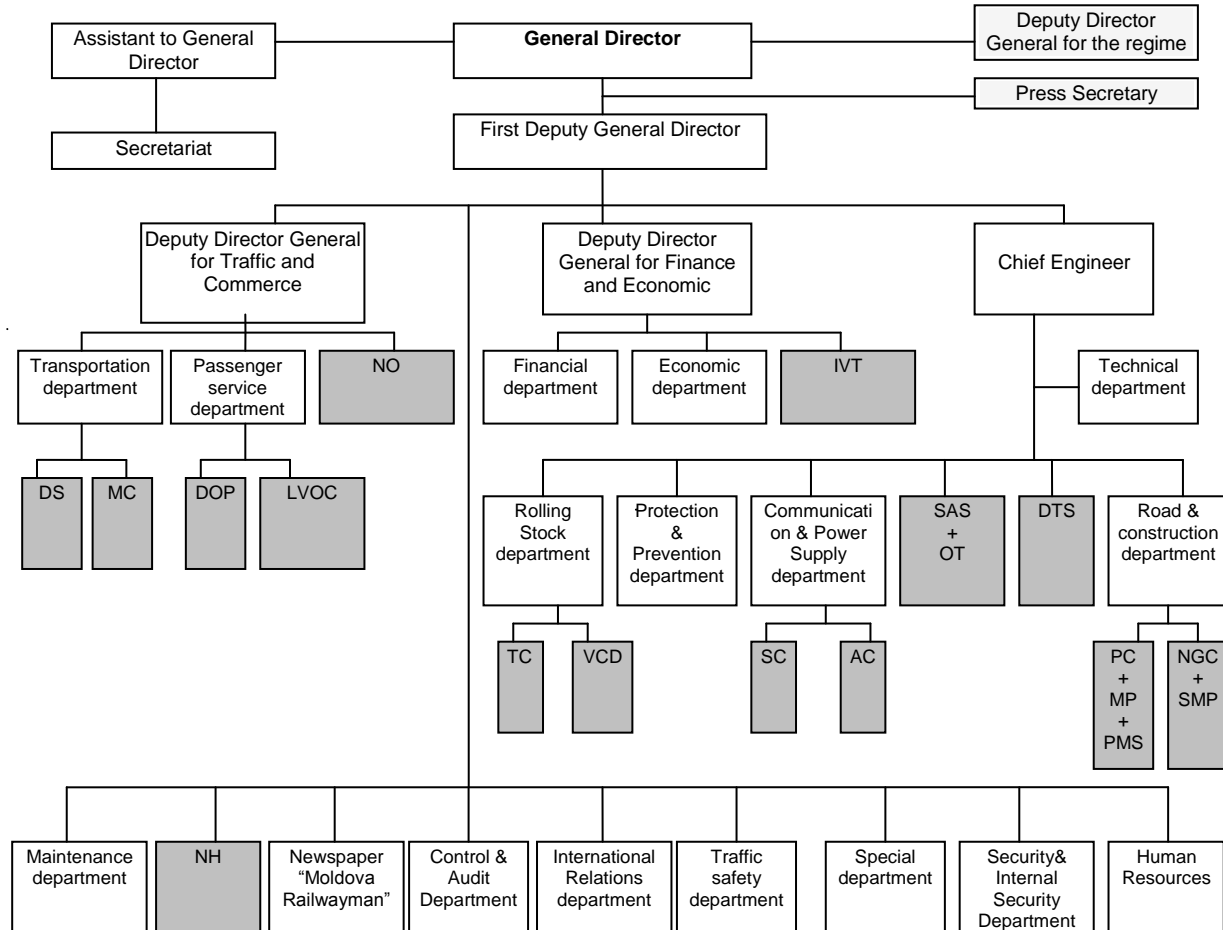 Assistant to General
Director
General Director
Deputy Director
General for the regime
Press Secretary
First Deputy General Director
Secretariat
Deputy Director General
for Traffic and
Commerce
Deputy Director
General for Finance
and Economic
Chief Engineer
.
Transportation
department
Passenger
service
department
NO
Financial
department
Economic
department
IVT
Technical
department
DS
MC
DOP
LVOC
Rolling
Stock
department
Protection
&
Prevention
department
Communicati
on & Power
Supply
department
SAS
+
OT
DTS
Road &
construction
department
TC
VCD
SC
AC
PC
+
MP
+
PMS
NGC
+
SMP
Maintenance
department
NH
Newspaper
“Moldova
Railwayman”
Control &
Audit
Department
International
Relations
department
Traffic
safety
department
Special
department
Security&
Internal
Security
Department
Human
Resources